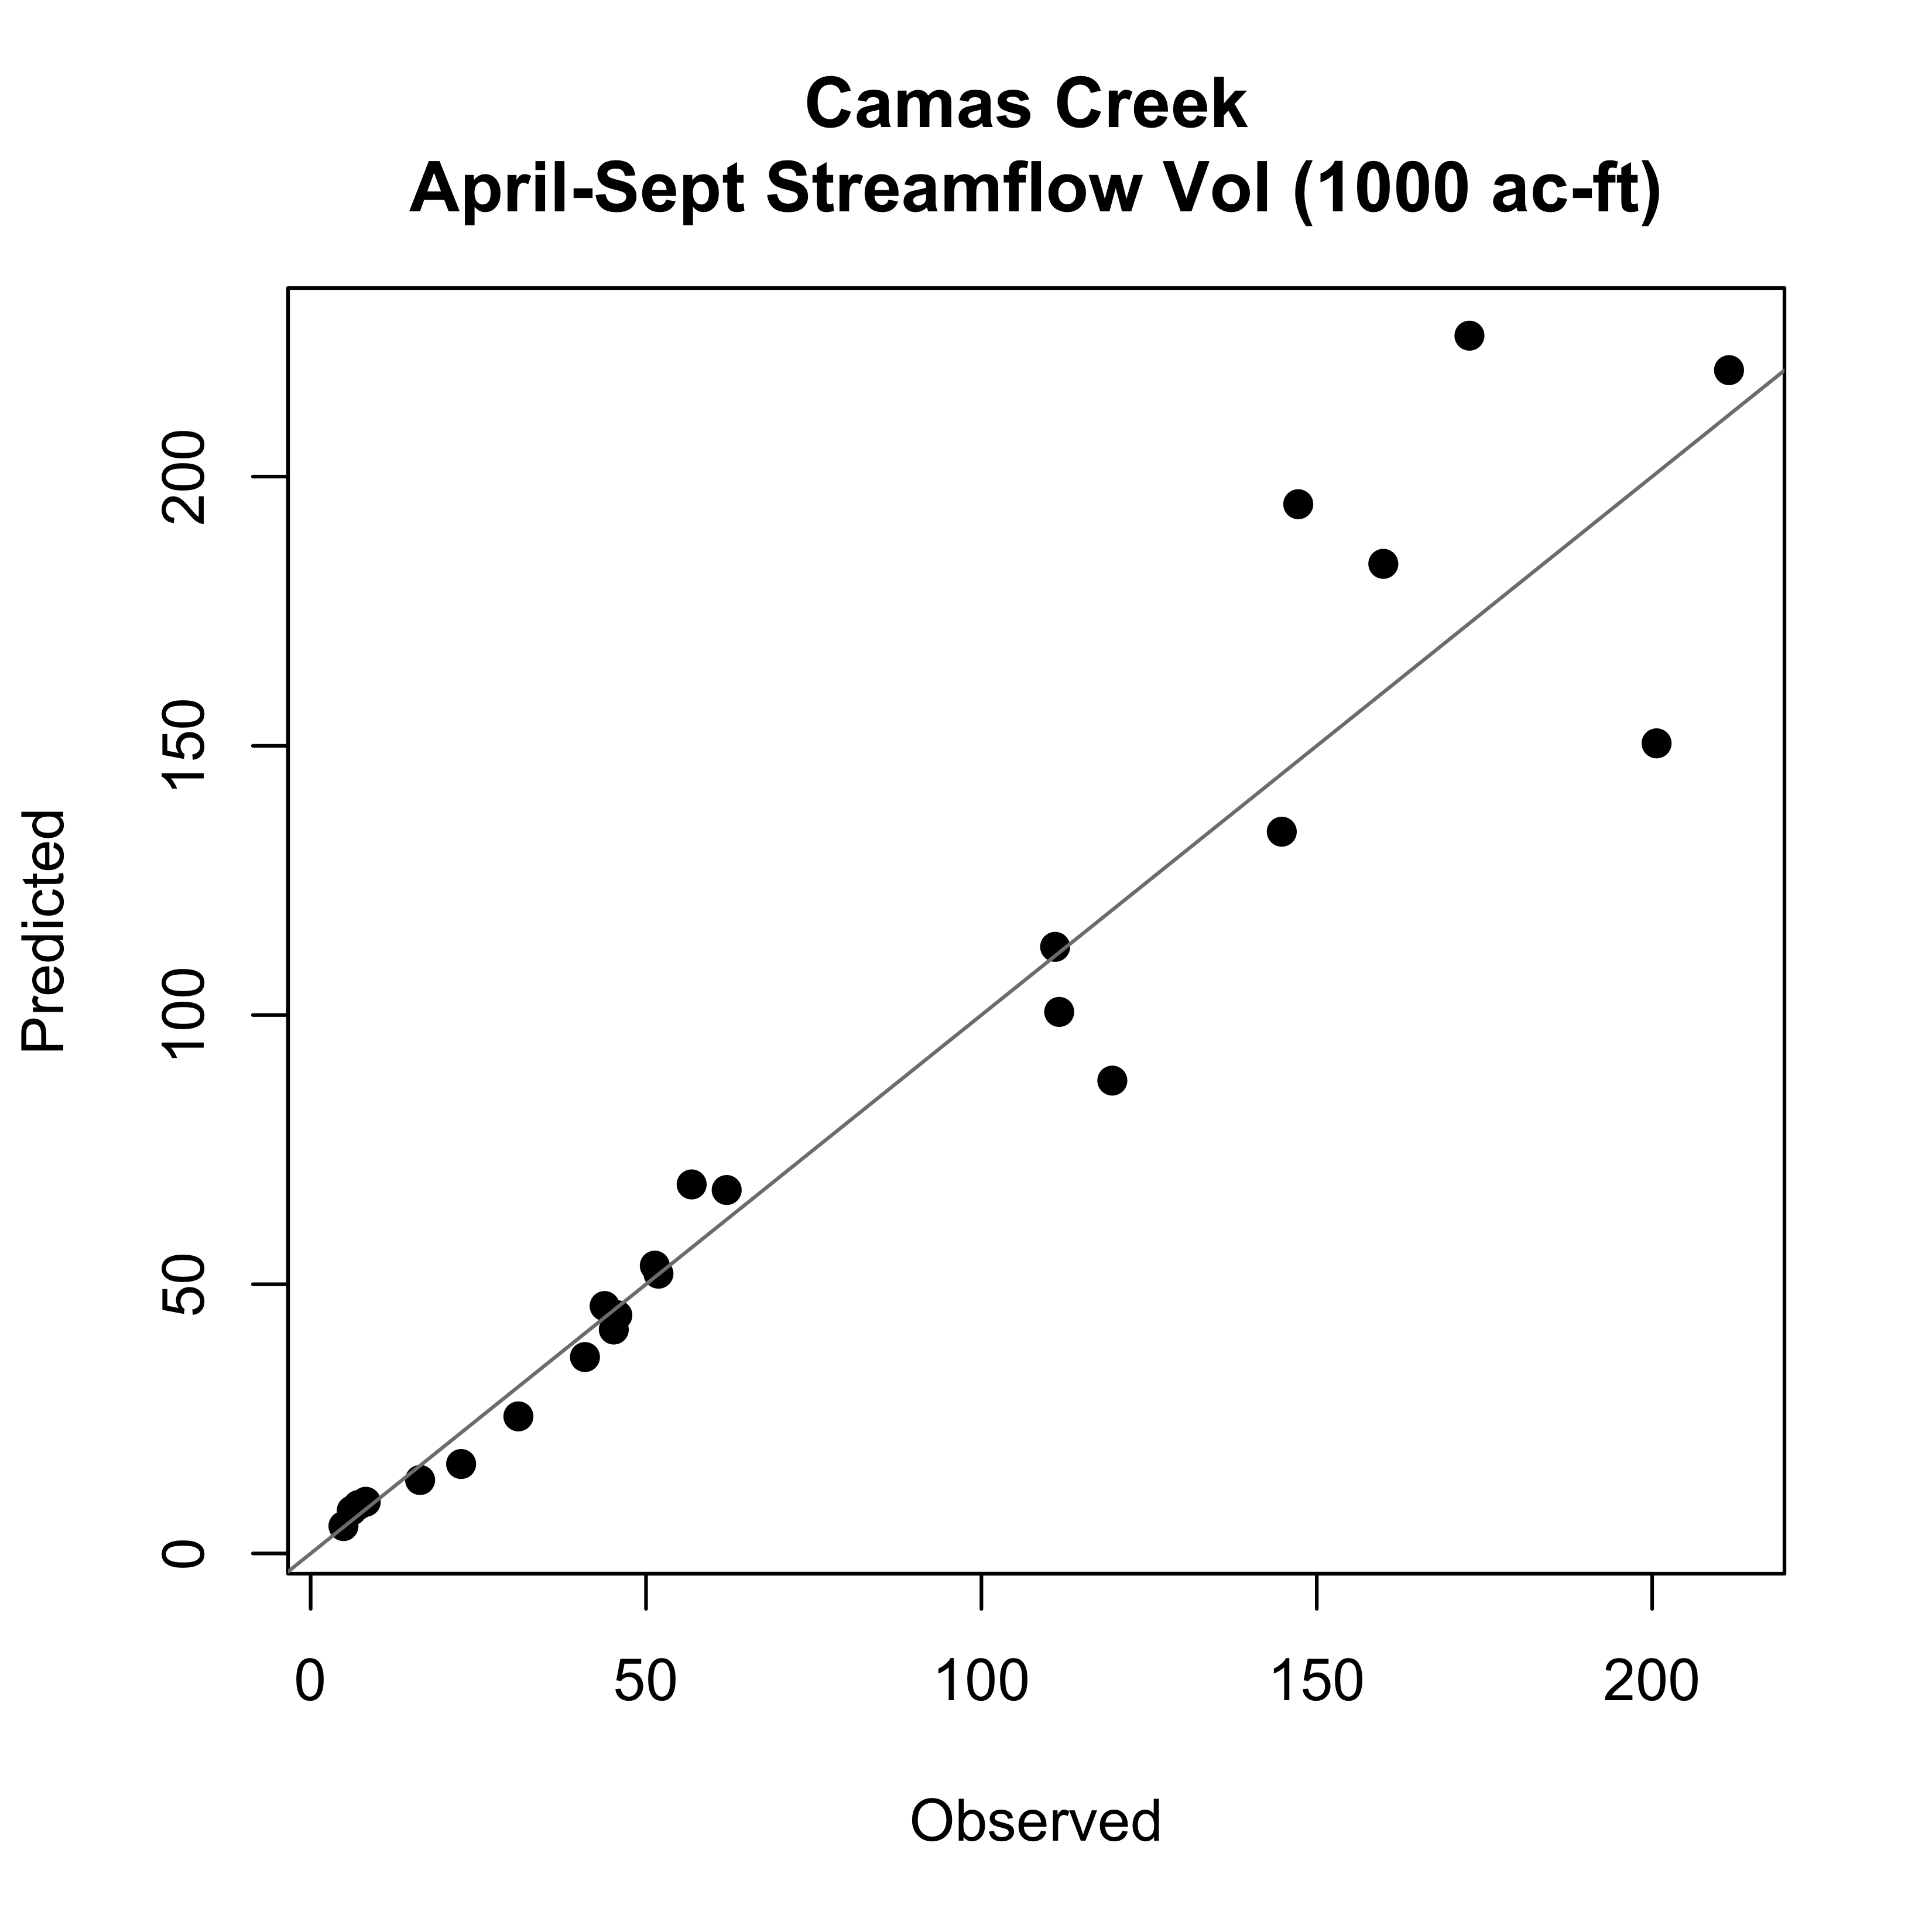 Camas Creek
April-Sept Streamflow Vol (1000 ac-ft)
Predicted
200
150
100
50
0
0 50 100 150 200
Observed